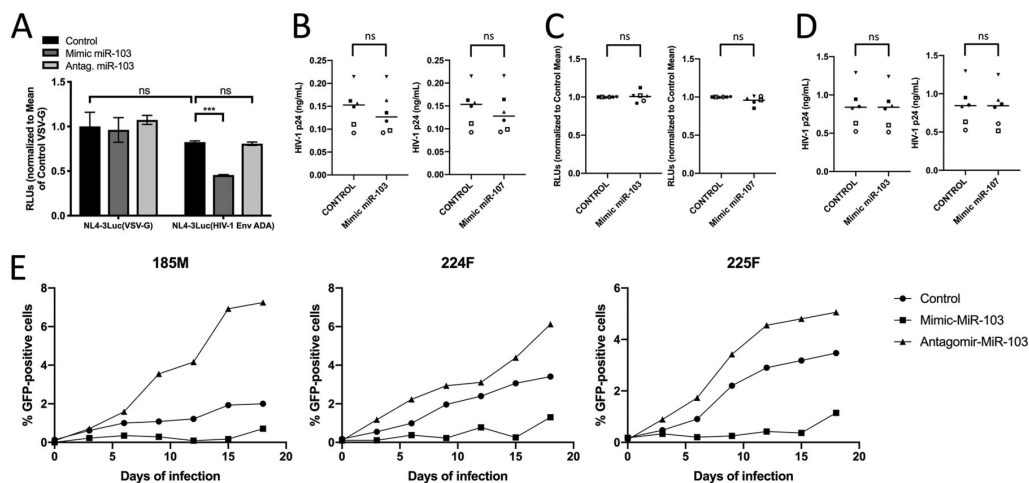 A
Control
Mimic miR-103
Antag. miR-103
ns
ns
***
RLUs (normalized to Mean
of Control VSV-G)
1.5
1.0
0.5
0.0
NL4-3Luc(VSV-G)
NL4-3Luc(HIV-1 Env ADA)
B
ns
HIV-1 p24 (ng/mL)
0.25
0.20
0.15
0.10
0.05
0.00
CONTROL
Mimic miR-103
ns
HIV-1 p24 (ng/mL)
0.25
0.20
0.15
0.10
0.05
0.00
CONTROL
Mimic miR-107
C
ns
RLUs (normalized to Control Mean)
2.0
1.5
1.0
0.5
0.0
CONTROL
Mimic miR-103
ns
RLUs (normalized to Control Mean)
2.0
1.5
1.0
0.5
0.0
CONTROL
Mimic miR-107
D
ns
HIV-1 p24 (ng/mL)
1.5
1.0
0.5
0.0
CONTROL
Mimic miR-103
ns
HIV-1 p24 (ng/mL)
1.5
1.0
0.5
0.0
CONTROL
Mimic miR-107
E
185M
% GFP-positive cells
8
6
4
2
0
0 5 10 15 20
Days of infection
224F
% GFP-positive cells
8
6
4
2
0
0 5 10 15 20
Days of infection
225F
% GFP-positive cells
6
4
2
0
0 5 10 15 20
Days of infection
Control
Mimic-MiR-103
Antagomir-MiR-103